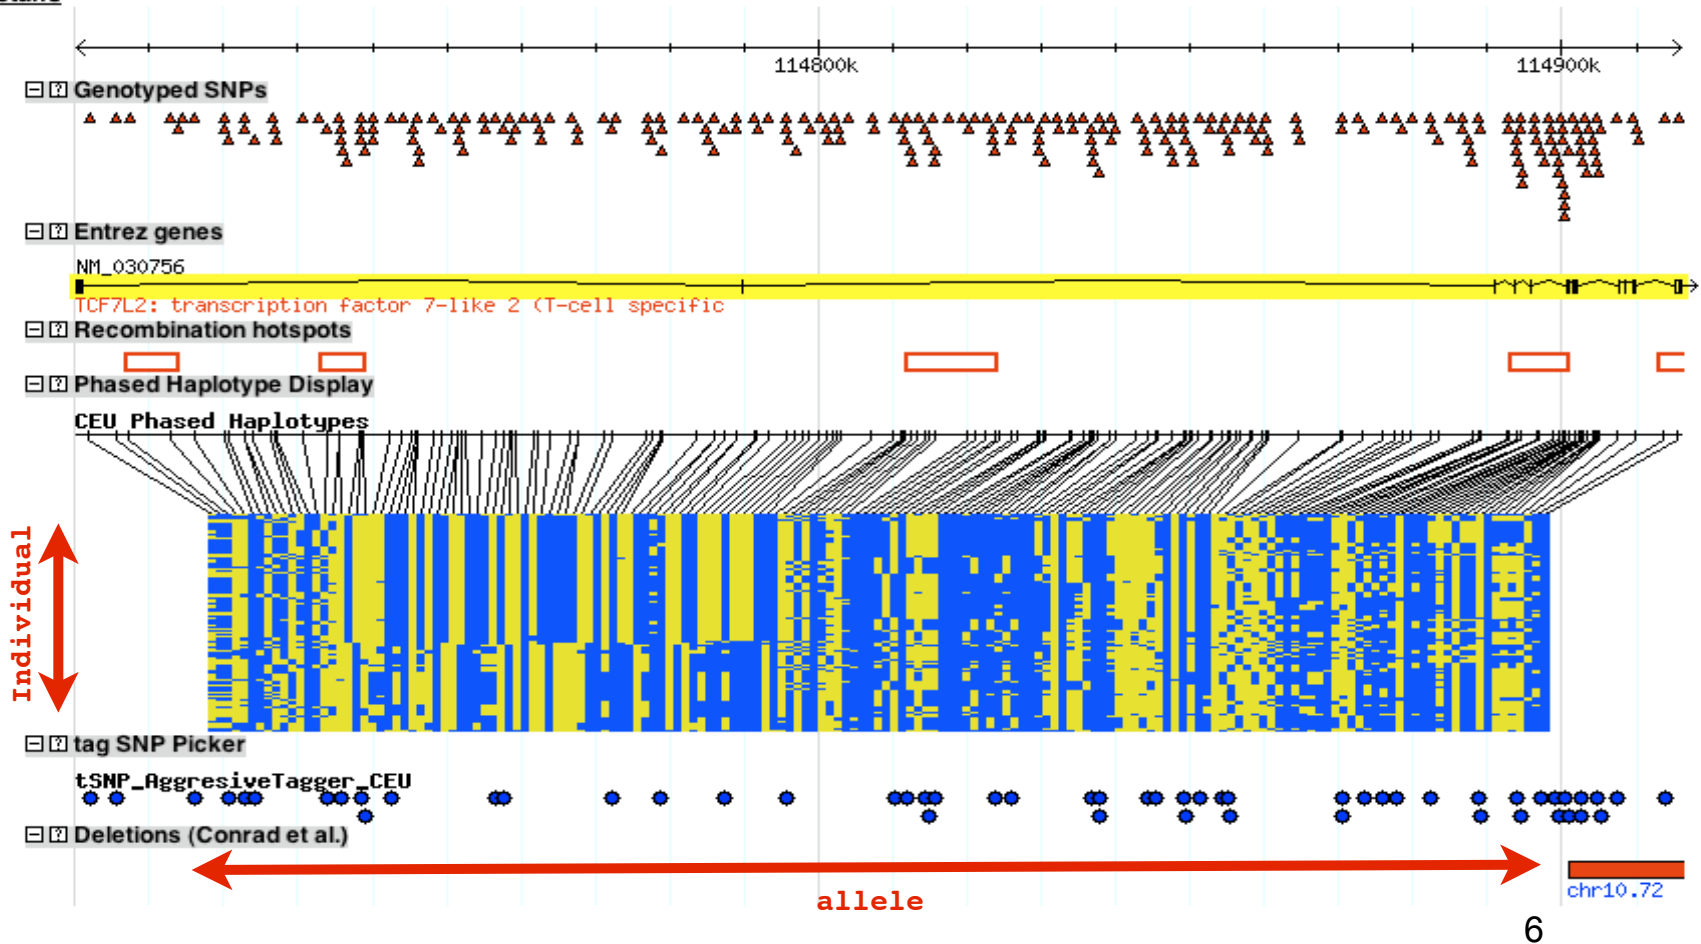 114800k
114900k
Genotyped SNPs
Entrez genes
NM_030756
TCF7L2: transcription factor 7-like 2 (T-cell specific
Recombination hotspots
Phased Haplotype Display
CEU Phased Haplotypes
Individual
tag SNP Picker
tSNP_AggresiveTagger_CEU
Deletions (Conrad et al.)
allele
chr10.72
6